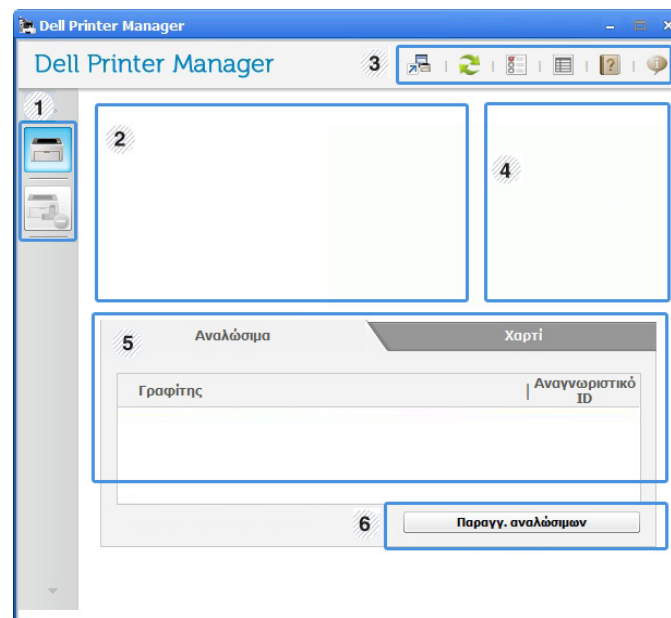 Dell Printer Manager
Dell Printer Manager
3
1
2
4
5
Αναλώσιμα
Χαρτί
Γραφίτης
Αναγνωριστικό
ID
6
Παραγγ. αναλώσιμων